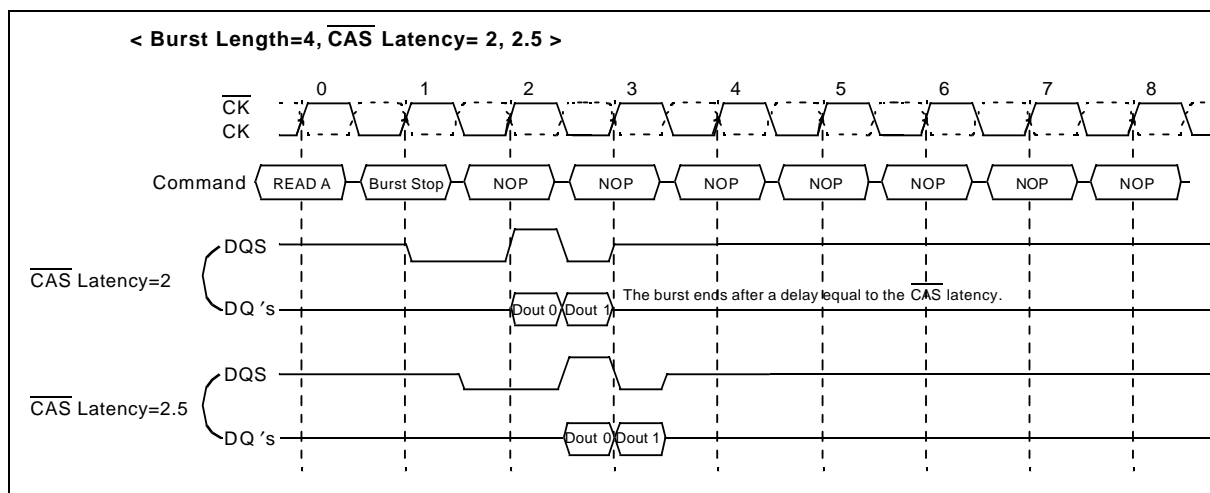 < Burst Length=4, CAS Latency= 2, 2.5 >
0 1 2 3 4 5 6 7 8
CK
CK
Command READ A Burst Stop NOP NOP NOP NOP NOP NOP NOP
DQS
CAS Latency=2
DQ 's Dout 0 Dout 1 The burst ends after a delay equal to the CAS latency.
DQS
CAS Latency=2.5
DQ 's Dout 0 Dout 1